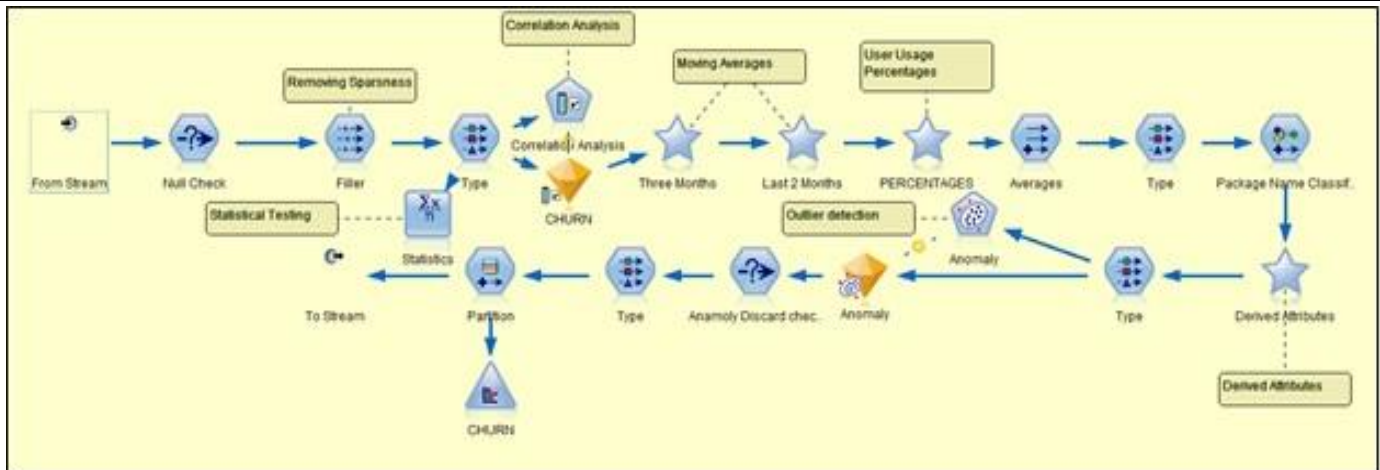 Correlation Analysis
Removing Sparsness
Moving Averages
User Usage
Percentages
From Stream
Null Check
Filler
Type
Correlation Analysis
CHURN
Three Months
Last 2 Months
PERCENTAGES
Averages
Type
Package Name Classif.
Statistical Testing
Statistics
Outlier detection
Anomaly
To Stream
Partition
Type
Anamoly Discard chec.
Anomaly
Type
Derived Attributes
Derived Attributes
CHURN